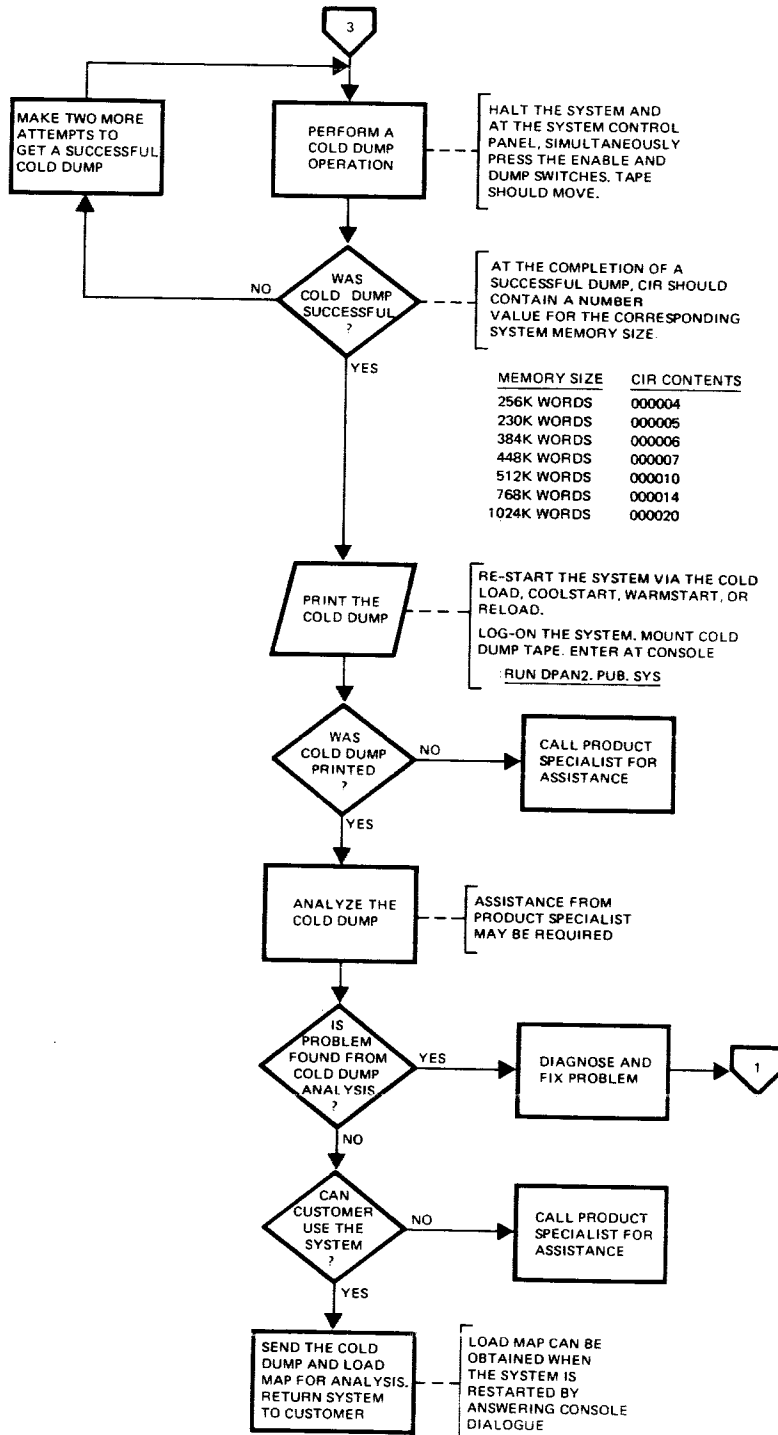 3
MAKE TWO MORE
ATTEMPTS TO
GET A SUCCESSFUL
COLD DUMP
PERFORM A
COLD DUMP
OPERATION
HALT THE SYSTEM AND
AT THE SYSTEM CONTROL
PANEL, SIMULTANEOUSLY
PRESS THE ENABLE AND
DUMP SWITCHES. TAPE
SHOULD MOVE.
NO
WAS
COLD DUMP
SUCCESSFUL
?
YES
AT THE COMPLETION OF A
SUCCESSFUL DUMP, CIR SHOULD
CONTAIN A NUMBER
VALUE FOR THE CORRESPONDING
SYSTEM MEMORY SIZE.
MEMORY SIZE CIR CONTENTS
256K WORDS 000004
230K WORDS 000005
384K WORDS 000006
448K WORDS 000007
512K WORDS 000010
768K WORDS 000014
1024K WORDS 000020
PRINT THE
COLD DUMP
RE-START THE SYSTEM VIA THE COLD
LOAD, COOLSTART, WARMSTART, OR
RELOAD.
LOG-ON THE SYSTEM. MOUNT COLD
DUMP TAPE. ENTER AT CONSOLE
:RUN DPAN2. PUB. SYS
WAS
COLD DUMP
PRINTED
?
NO
YES
CALL PRODUCT
SPECIALIST FOR
ASSISTANCE
ANALYZE THE
COLD DUMP
ASSISTANCE FROM
PRODUCT SPECIALIST
MAY BE REQUIRED
IS
PROBLEM
FOUND FROM
COLD DUMP
ANALYSIS
?
YES
NO
DIAGNOSE AND
FIX PROBLEM
1
CAN
CUSTOMER
USE THE
SYSTEM
?
NO
YES
CALL PRODUCT
SPECIALIST FOR
ASSISTANCE
SEND THE COLD
DUMP AND LOAD
MAP FOR ANALYSIS.
RETURN SYSTEM
TO CUSTOMER
LOAD MAP CAN BE
OBTAINED WHEN
THE SYSTEM IS
RESTARTED BY
ANSWERING CONSOLE
DIALOGUE